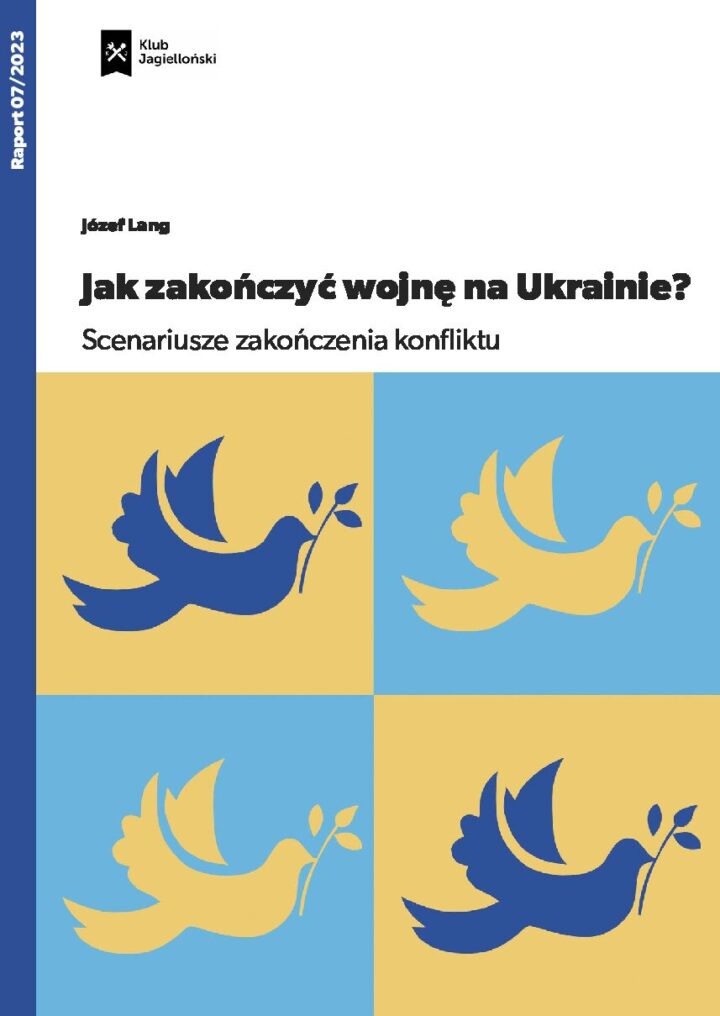 Raport 07/2023
Klub
Jagielloński
Józef Lang
Jak zakończyć wojnę na Ukrainie?
Scenariusze zakończenia konfliktu